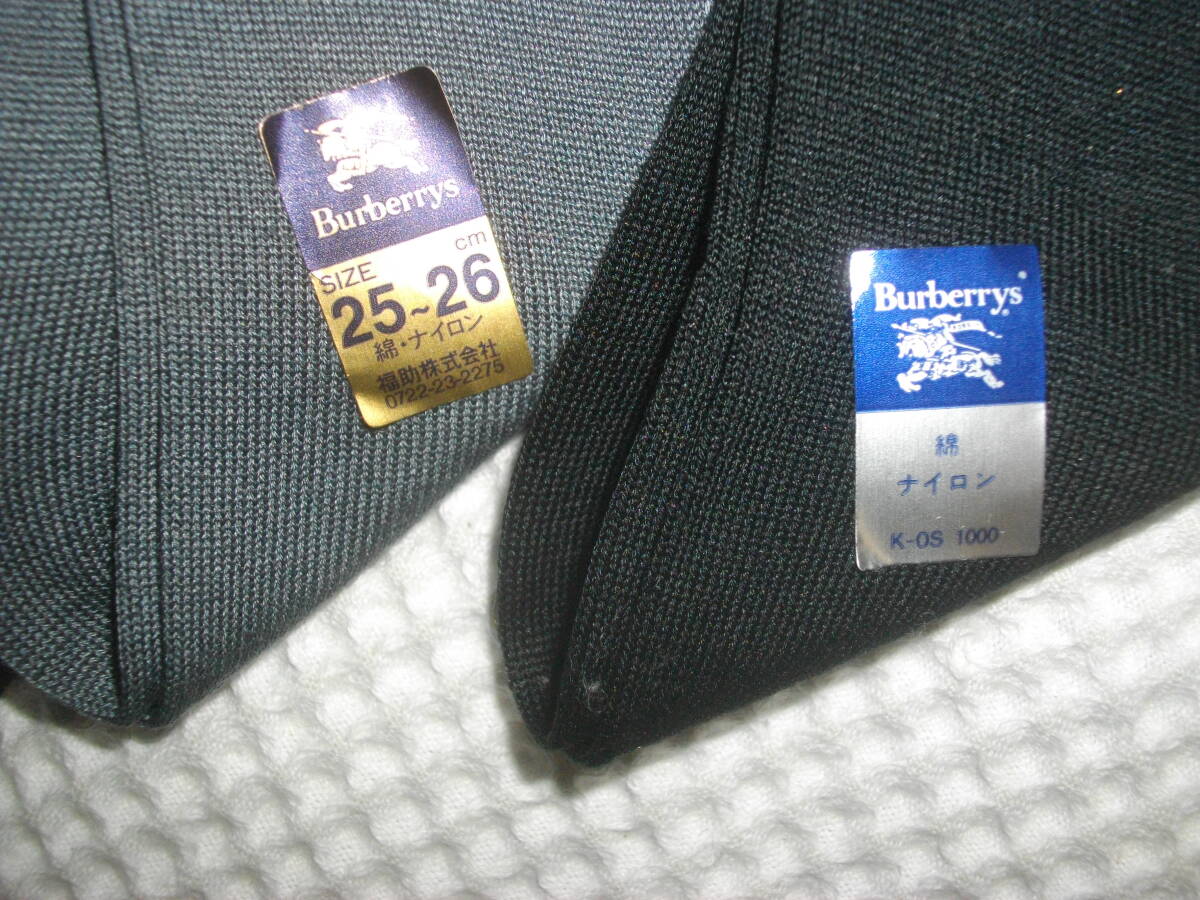 Burberrys
cm
SIZE
25~26
綿・ナイロン
福助株式会社
0722-23-2275
Burberrys®
綿
ナイロン
K-OS 1000